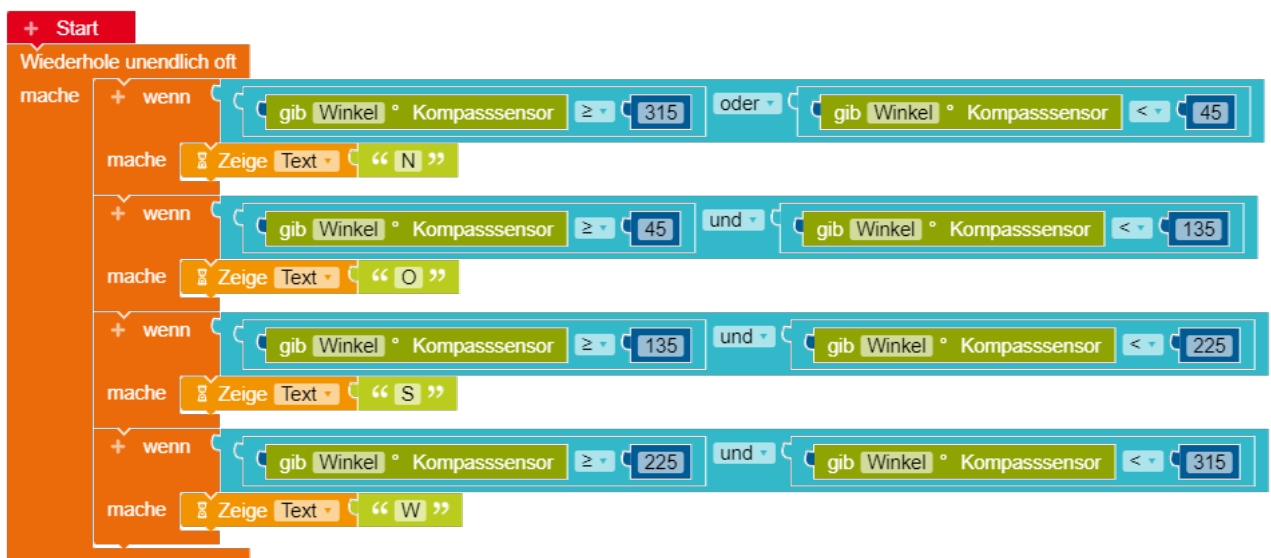 + Start
Wiederhole unendlich oft
mache + wenn gib Winkel ° Kompasssensor ≥ 315 oder gib Winkel ° Kompasssensor < 45
mache Zeige Text “ N ”
+ wenn gib Winkel ° Kompasssensor ≥ 45 und gib Winkel ° Kompasssensor < 135
mache Zeige Text “ O ”
+ wenn gib Winkel ° Kompasssensor ≥ 135 und gib Winkel ° Kompasssensor < 225
mache Zeige Text “ S ”
+ wenn gib Winkel ° Kompasssensor ≥ 225 und gib Winkel ° Kompasssensor < 315
mache Zeige Text “ W ”